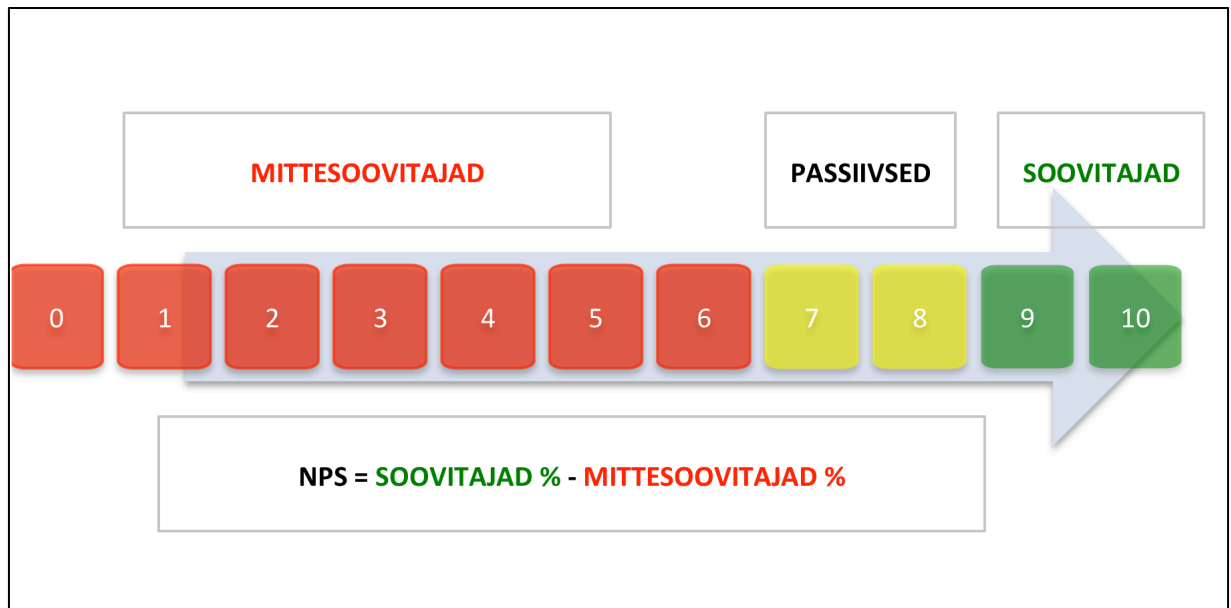 MITTESOOVITAJAD PASSIIVSED SOOVITAJAD
0 1 2 3 4 5 6 7 8 9 10
NPS = SOOVITAJAD % - MITTESOOVITAJAD %